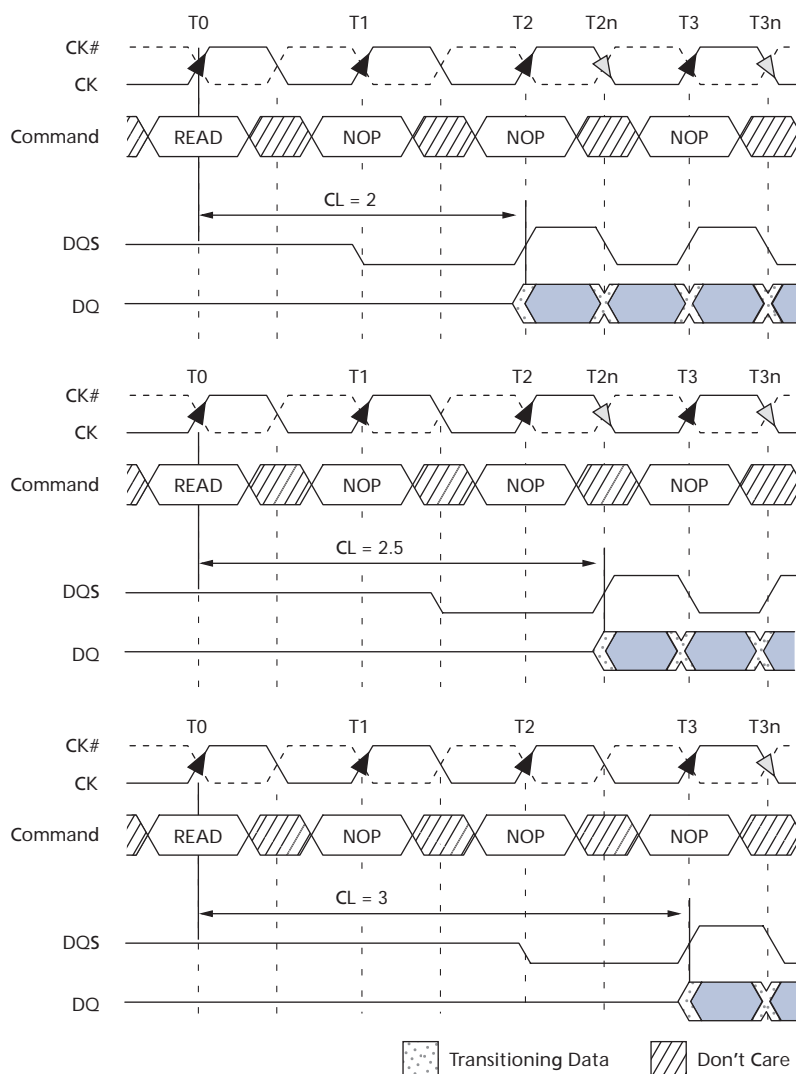 T0 T1 T2 T2n T3 T3n
CK#
CK
Command READ NOP NOP NOP
CL = 2
DQS
DQ
T0 T1 T2 T2n T3 T3n
CK#
CK
Command READ NOP NOP NOP
CL = 2.5
DQS
DQ
T0 T1 T2 T3 T3n
CK#
CK
Command READ NOP NOP NOP
CL = 3
DQS
DQ
Transitioning Data Don't Care